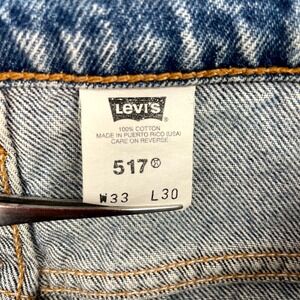 LEVI'S
100% COTTON
MADE IN PUERTO RICO (USA)
CARE ON REVERSE
517®
W33 L30